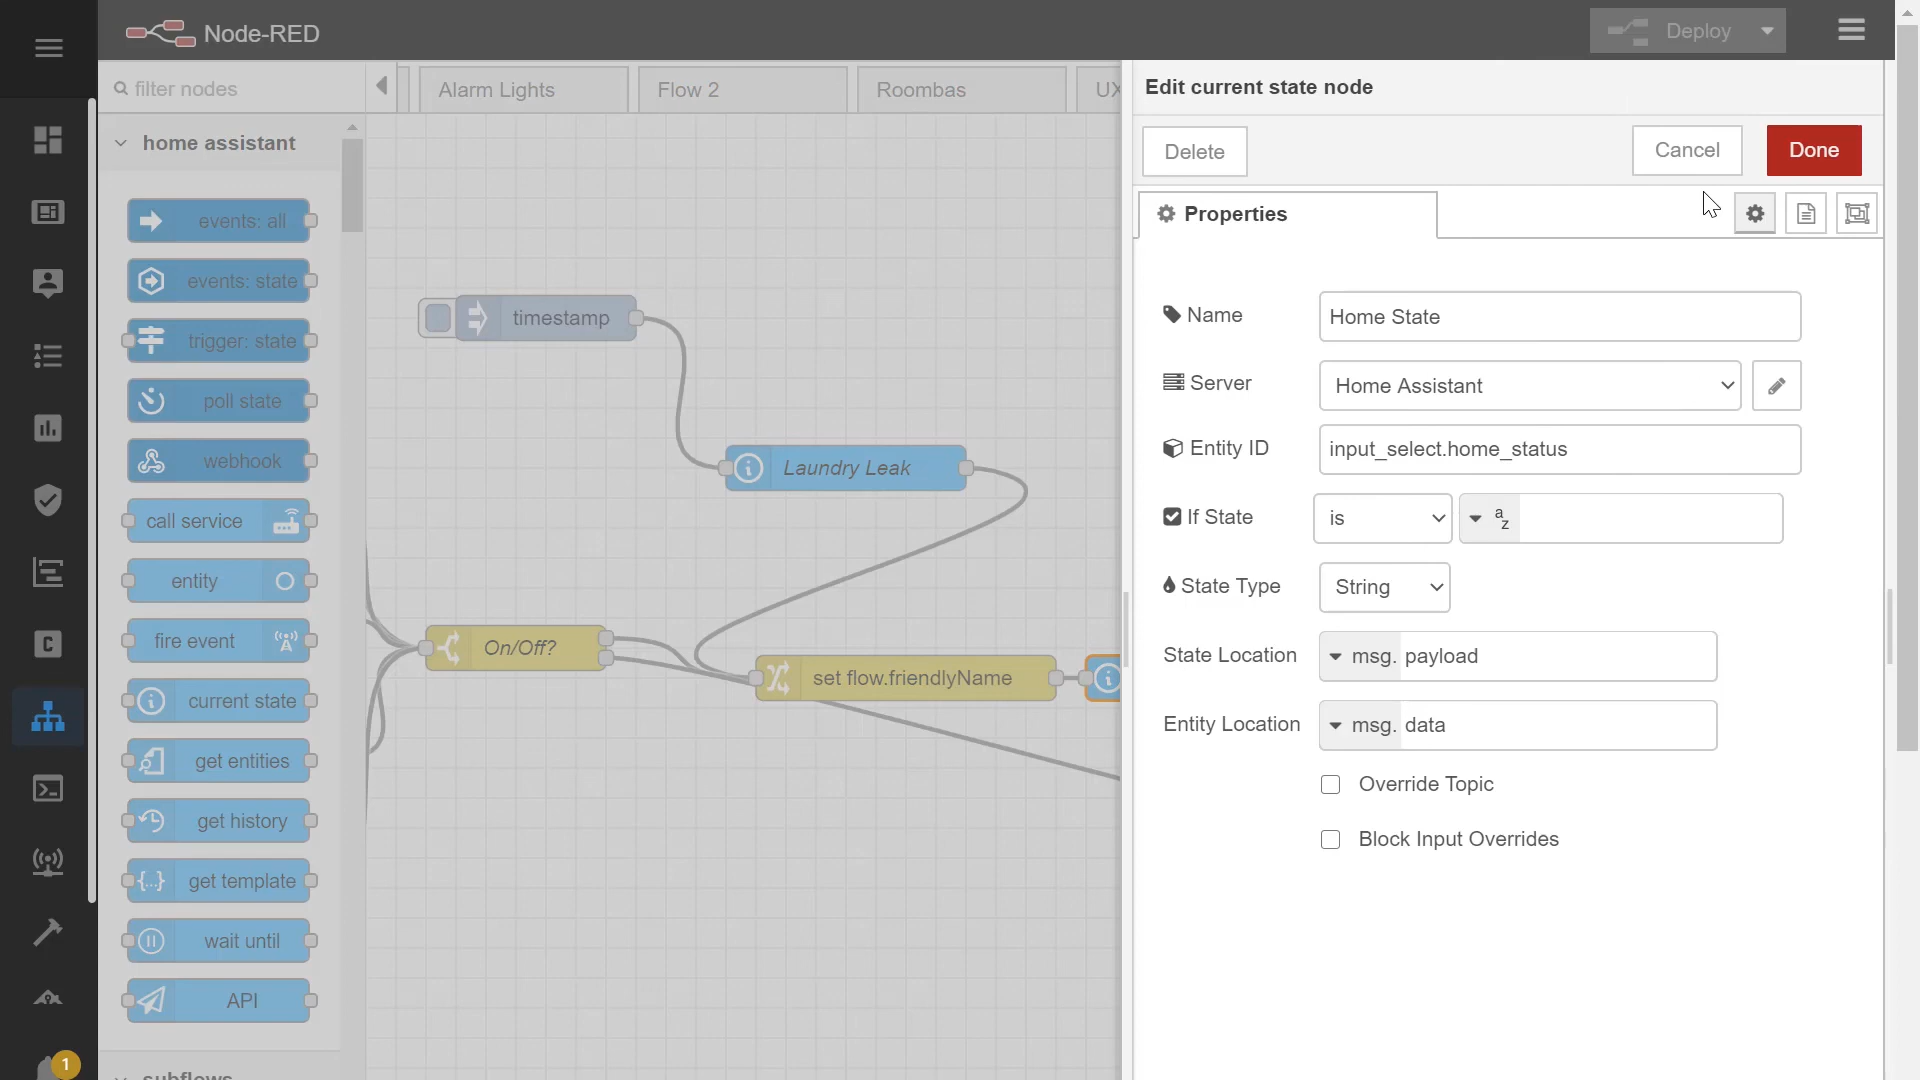 Node-RED
Deploy
filter nodes
Alarm Lights
Flow 2
Roombas
UX
Edit current state node
Delete
Cancel
Done
home assistant
Properties
events: all
events: state
trigger: state
poll state
webhook
call service
entity
fire event
current state
get entities
get history
get template
wait until
API
subflows
timestamp
Laundry Leak
On/Off?
set flow.friendlyName
Name
Home State
Server
Home Assistant
Entity ID
input_select.home_status
If State
is
a
z
State Type
String
State Location
msg. payload
Entity Location
msg. data
Override Topic
Block Input Overrides
C
{...}
1